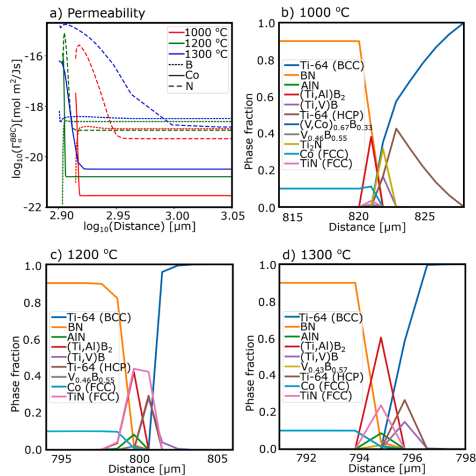 a) Permeability
log₁₀(Γₙᴮᴮᶜ)[mol m²/Js]
-16
-18
-20
-22
2.90
2.95
3.00
3.05
log₁₀(Distance) [μm]
1000 °C
1200 °C
1300 °C
B
Co
N
b) 1000 °C
Phase fraction
1.0
0.8
0.6
0.4
0.2
0.0
815
820
825
Distance [μm]
Ti-64 (BCC)
BN
AlN
(Ti,Al)B₂
(Ti,V)B
Ti-64 (HCP)
(V,Co)₀.₆₇B₀.₃₃
V₀.₄₆B₀.₅₅
Ti₂N
Co (FCC)
TiN (FCC)
c) 1200 °C
Phase fraction
1.0
0.8
0.6
0.4
0.2
0.0
795
800
805
Distance [μm]
Ti-64 (BCC)
BN
AlN
(Ti,Al)B₂
(Ti,V)B
Ti-64 (HCP)
V₀.₄₆B₀.₅₅
Co (FCC)
TiN (FCC)
d) 1300 °C
Phase fraction
1.0
0.8
0.6
0.4
0.2
0.0
792
794
796
798
Distance [μm]
Ti-64 (BCC)
BN
AlN
(Ti,Al)B₂
(Ti,V)B
V₀.₄₃B₀.₅₇
Ti-64 (HCP)
Co (FCC)
TiN (FCC)